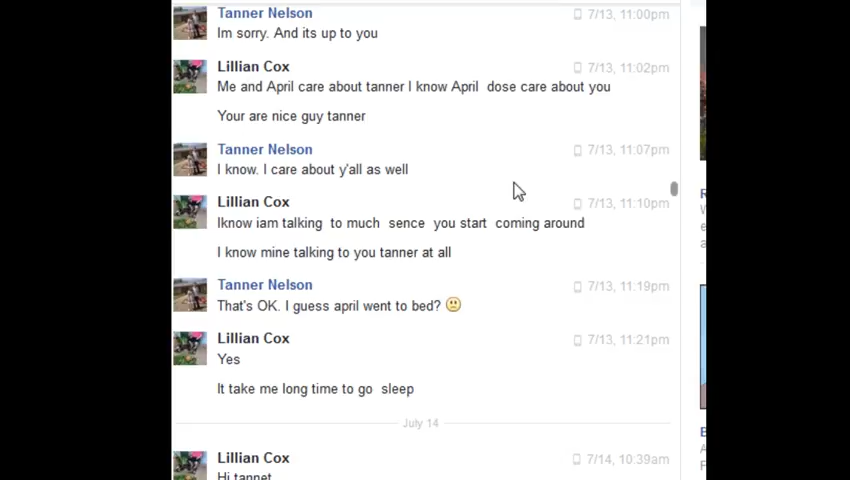 Tanner Nelson 7/13, 11:00pm
Im sorry. And its up to you
Lillian Cox 7/13, 11:02pm
Me and April care about tanner I know April dose care about you
Your are nice guy tanner
Tanner Nelson 7/13, 11:07pm
I know. I care about y'all as well
Lillian Cox 7/13, 11:10pm
Iknow iam talking to much sence you start coming around
I know mine talking to you tanner at all
Tanner Nelson 7/13, 11:19pm
That's OK. I guess april went to bed?
Lillian Cox 7/13, 11:21pm
Yes
It take me long time to go sleep
July 14
Lillian Cox 7/14, 10:39am
Hi tannet